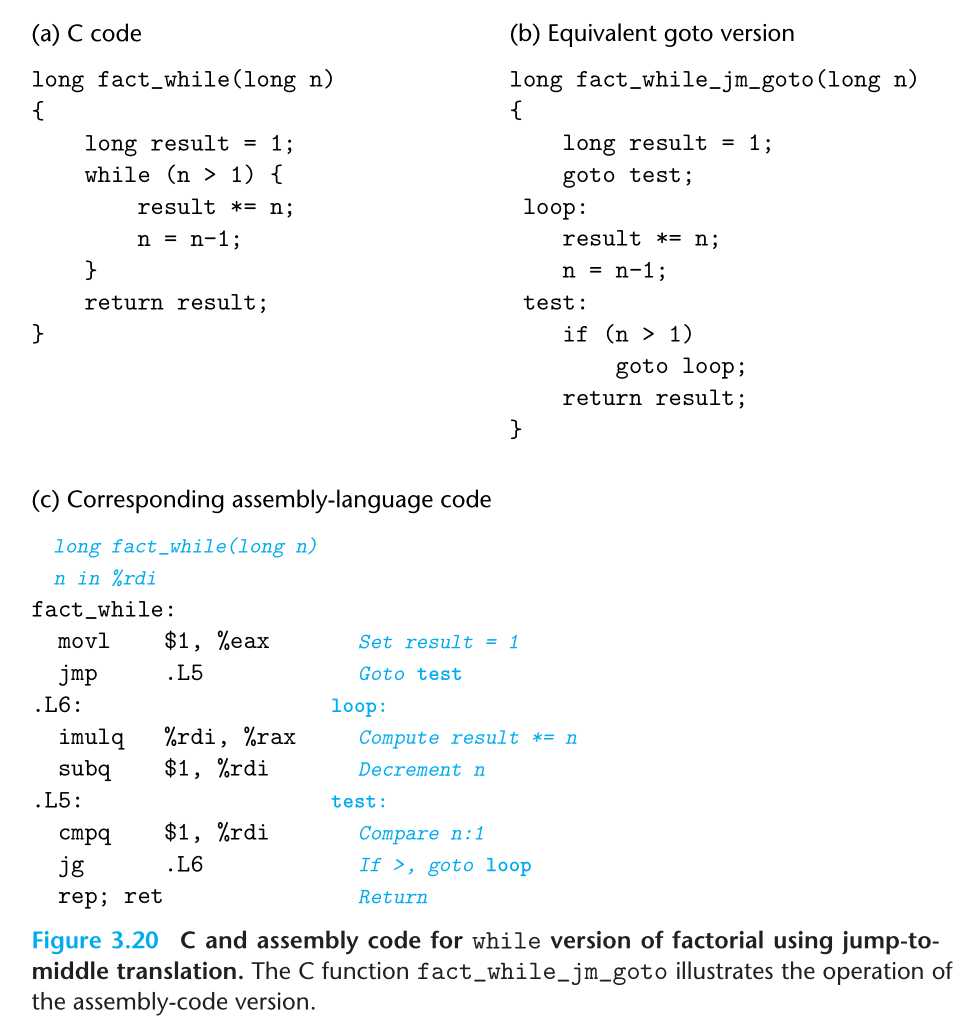 (a) C code
long fact_while(long n)
{
    long result = 1;
    while (n > 1) {
        result *= n;
        n = n-1;
    }
    return result;
}
(b) Equivalent goto version
long fact_while_jm_goto(long n)
{
    long result = 1;
    goto test;
 loop:
    result *= n;
    n = n-1;
 test:
    if (n > 1)
        goto loop;
    return result;
}
(c) Corresponding assembly-language code
long fact_while(long n)
n in %rdi
fact_while:
  movl    $1, %eax    Set result = 1
  jmp     .L5    Goto test
.L6:    loop:
  imulq   %rdi, %rax    Compute result *= n
  subq    $1, %rdi    Decrement n
.L5:    test:
  cmpq    $1, %rdi    Compare n:1
  jg      .L6    If >, goto loop
  rep; ret    Return
Figure 3.20 C and assembly code for while version of factorial using jump-to-
middle translation. The C function fact_while_jm_goto illustrates the operation of
the assembly-code version.